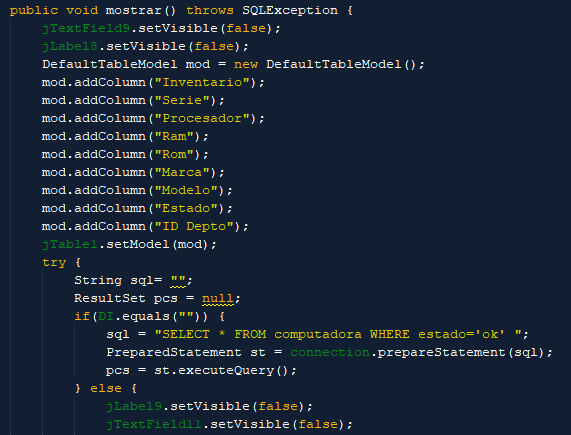 public void mostrar() throws SQLException {
jTextField9.setVisible(false);
jLabel8.setVisible(false);
DefaultTableModel mod = new DefaultTableModel();
mod.addColumn("Inventario");
mod.addColumn("Serie");
mod.addColumn("Procesador");
mod.addColumn("Ram");
mod.addColumn("Rom");
mod.addColumn("Marca");
mod.addColumn("Modelo");
mod.addColumn("Estado");
mod.addColumn("ID Depto");
jTable1.setModel(mod);
try {
String sql= "";
ResultSet pcs = null;
if(DI.equals("")) {
sql = "SELECT * FROM computadora WHERE estado='ok' ";
PreparedStatement st = connection.prepareStatement(sql);
pcs = st.executeQuery();
} else {
jLabel9.setVisible(false);
jTextField11.setVisible(false);